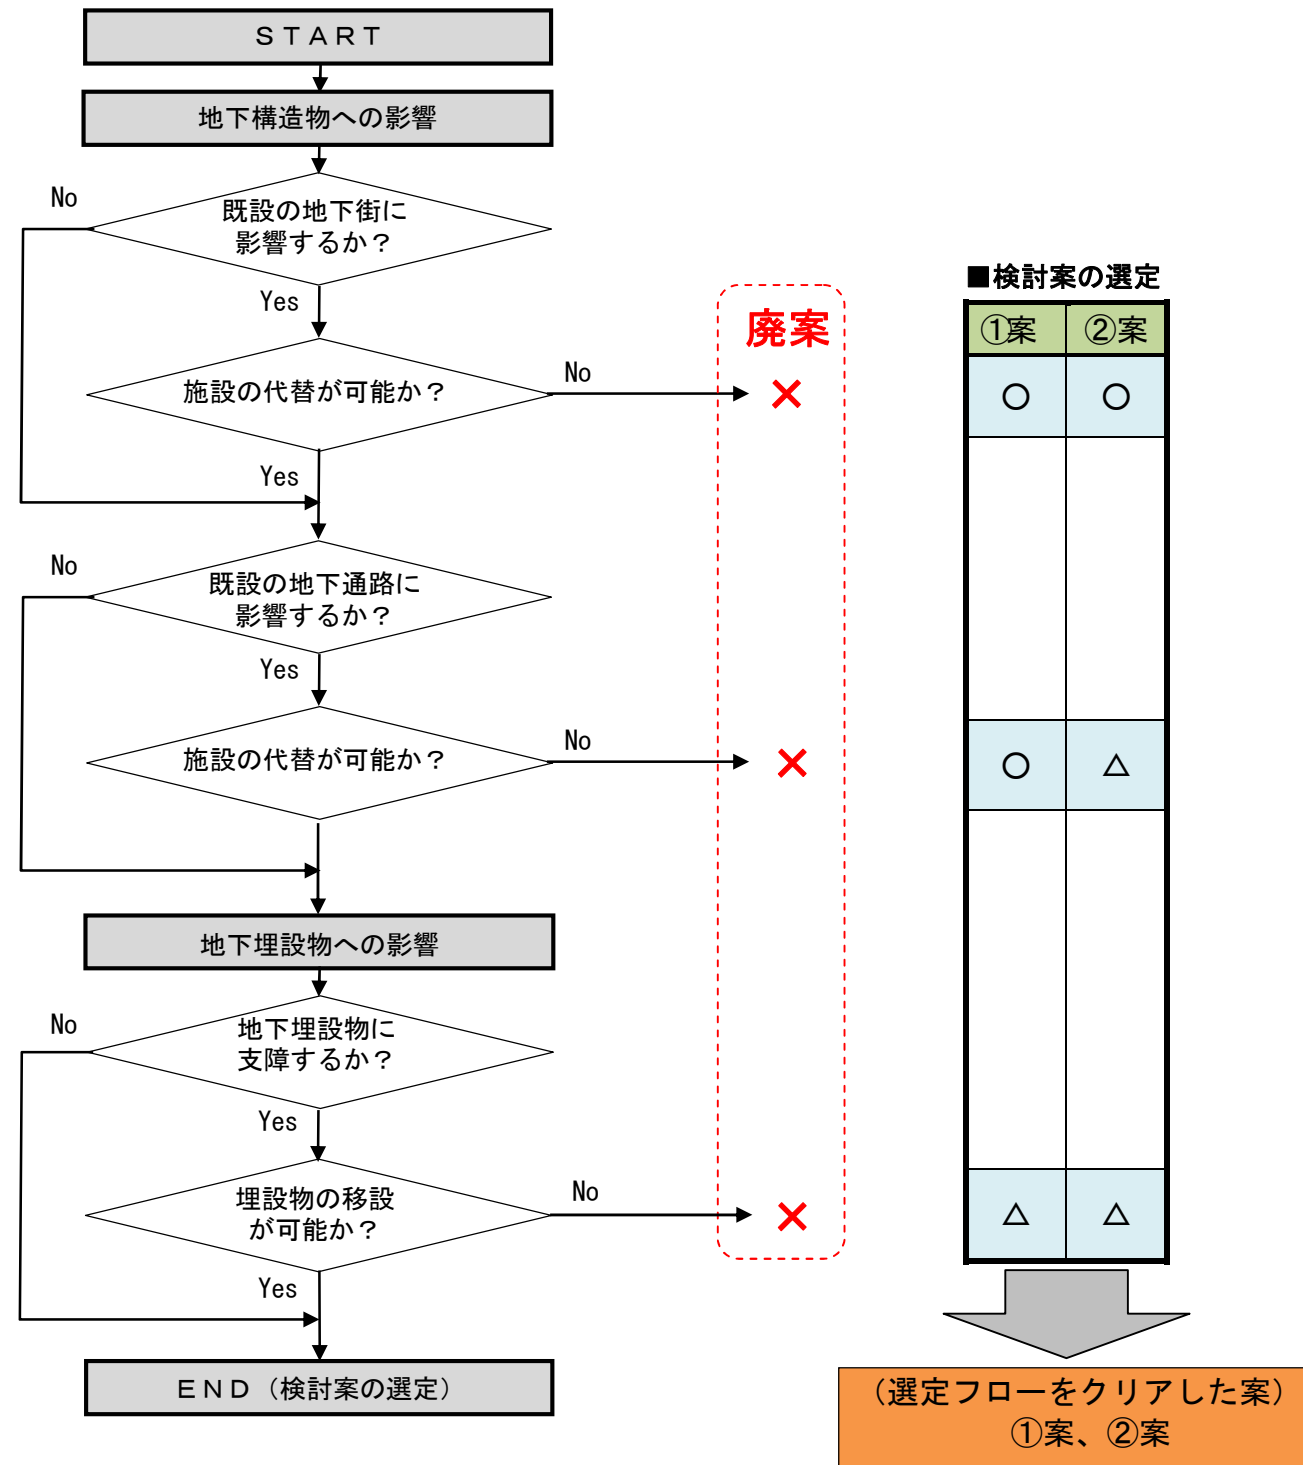 ＳＴＡＲＴ
地下構造物への影響
No
既設の地下街に
影響するか？
Yes
施設の代替が可能か？
No
Yes
No
既設の地下通路に
影響するか？
Yes
施設の代替が可能か？
No
地下埋設物への影響
No
地下埋設物に
支障するか？
Yes
埋設物の移設
が可能か？
No
Yes
ＥＮＤ（検討案の選定）
廃案
×
×
×
■検討案の選定
①案 ②案
○ ○
○ △
△ △
（選定フローをクリアした案）
①案、②案